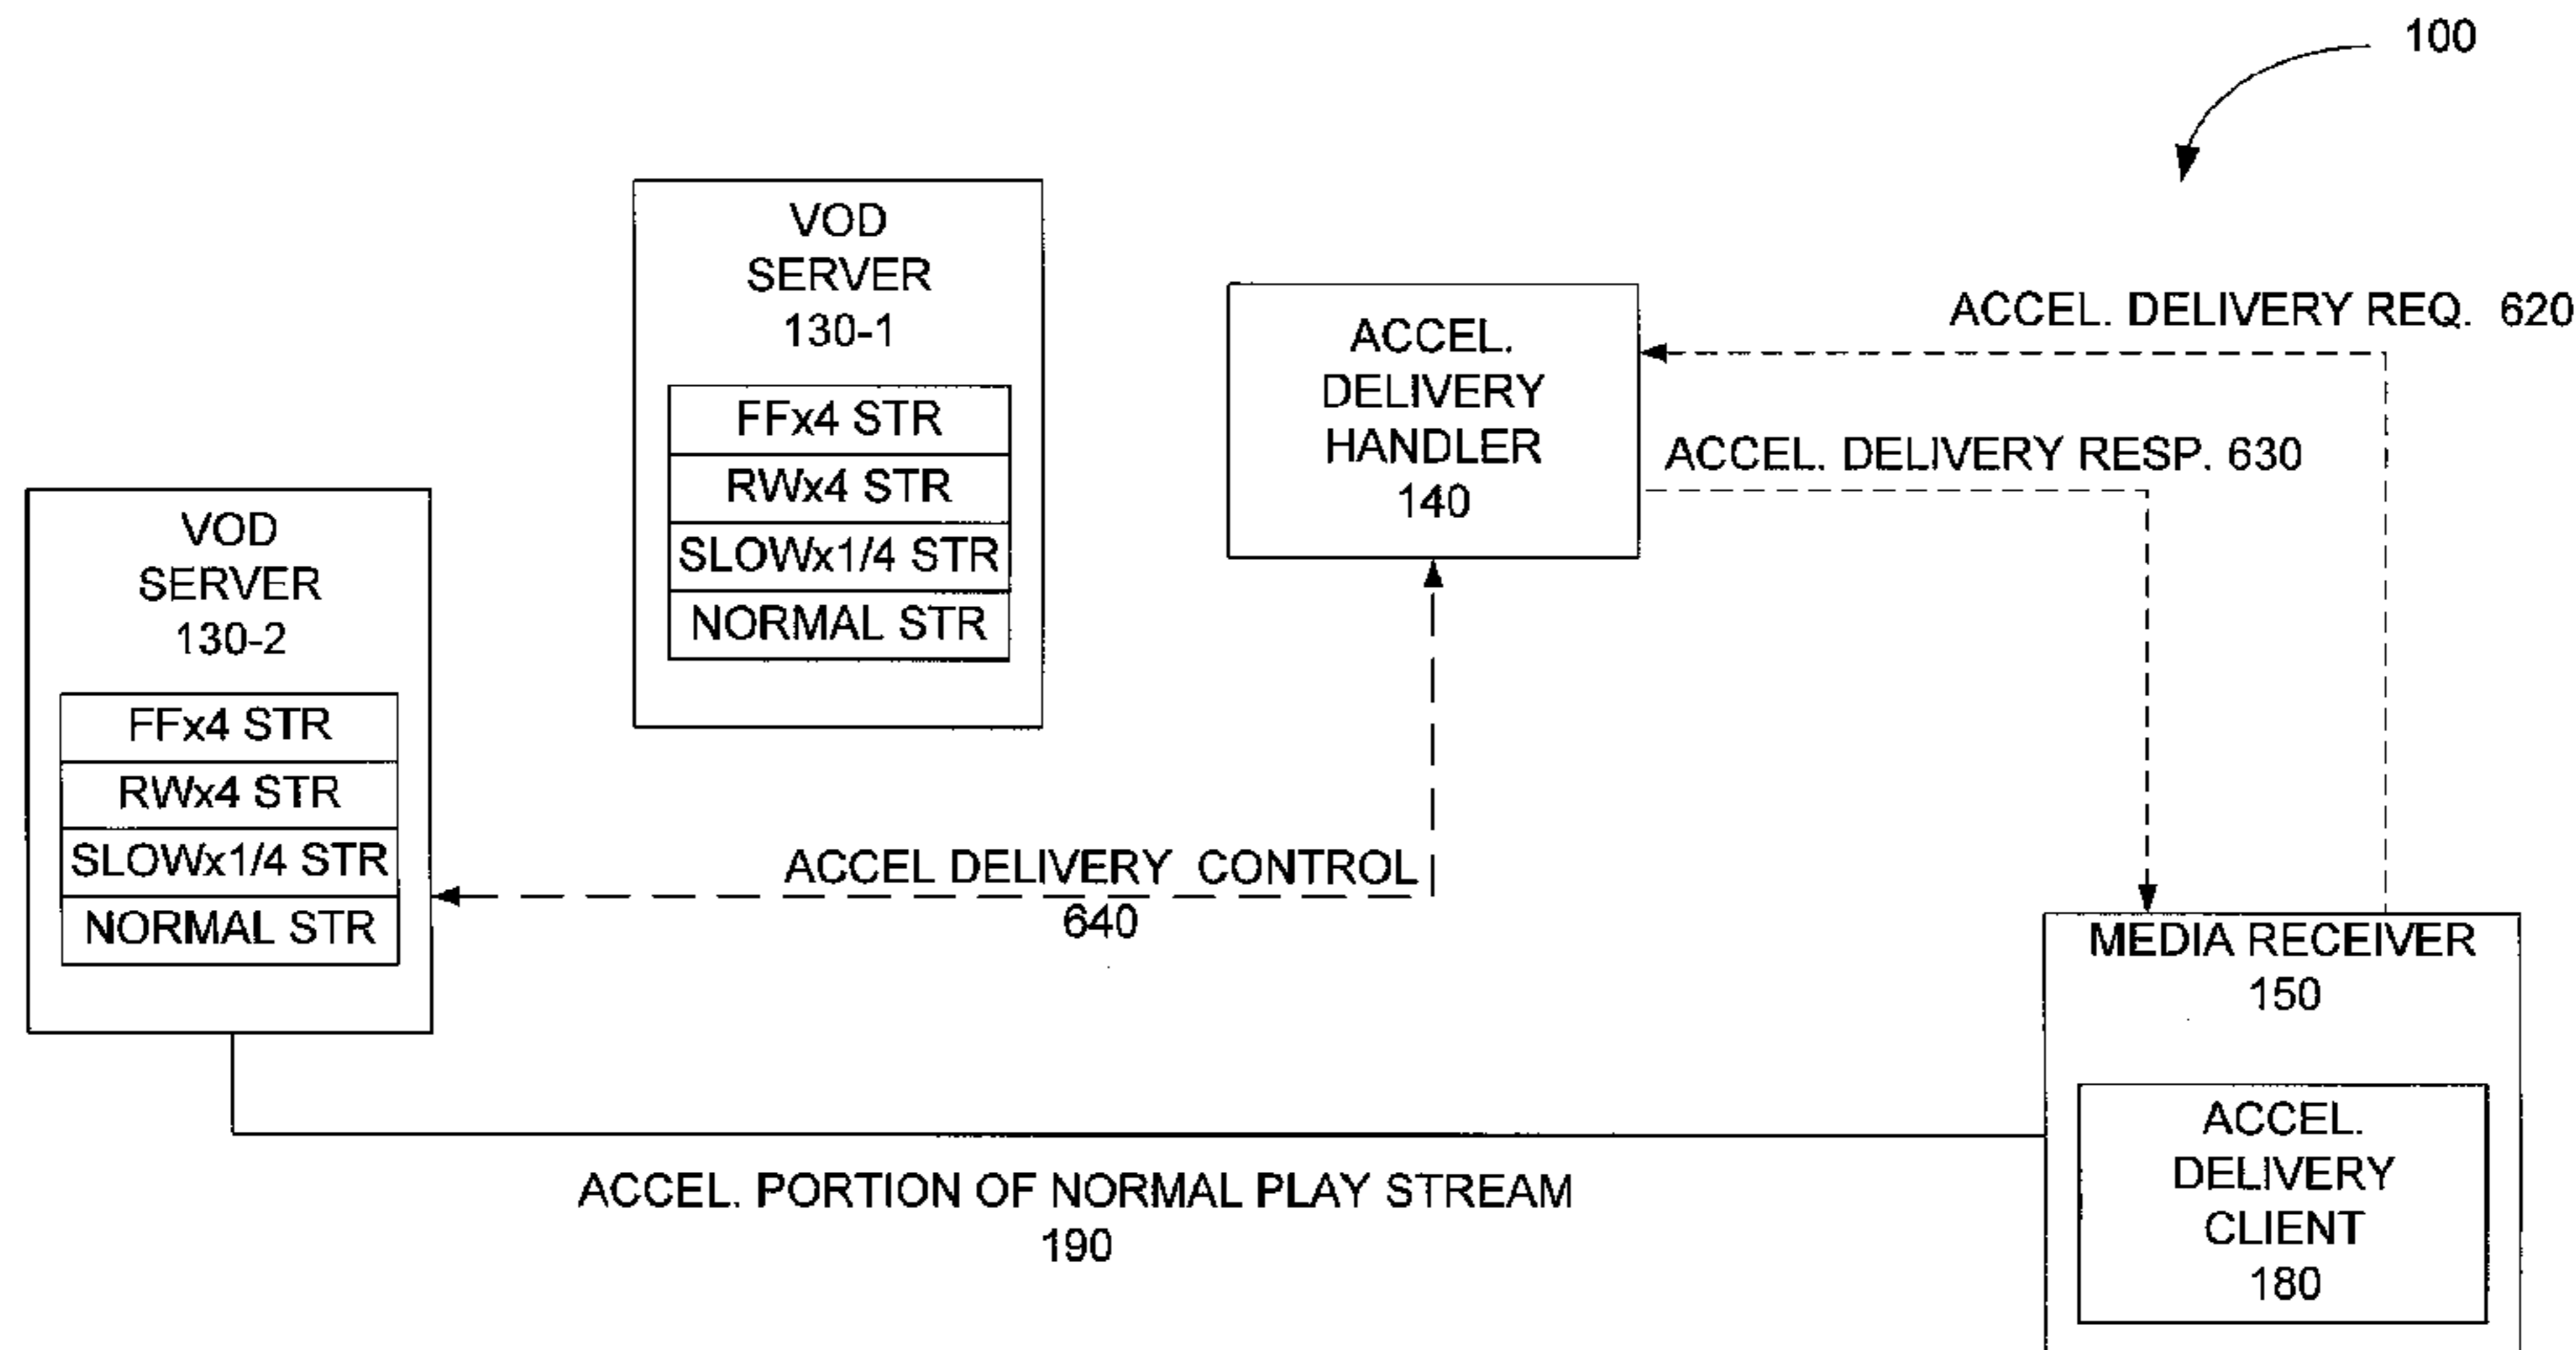 100
VOD
SERVER
130-1
FFx4 STR
RWx4 STR
SLOWx1/4 STR
NORMAL STR
ACCEL.
DELIVERY
HANDLER
140
ACCEL. DELIVERY REQ. 620
ACCEL. DELIVERY RESP. 630
VOD
SERVER
130-2
FFx4 STR
RWx4 STR
SLOWx1/4 STR
NORMAL STR
ACCEL DELIVERY CONTROL
640
MEDIA RECEIVER
150
ACCEL.
DELIVERY
CLIENT
180
ACCEL. PORTION OF NORMAL PLAY STREAM
190